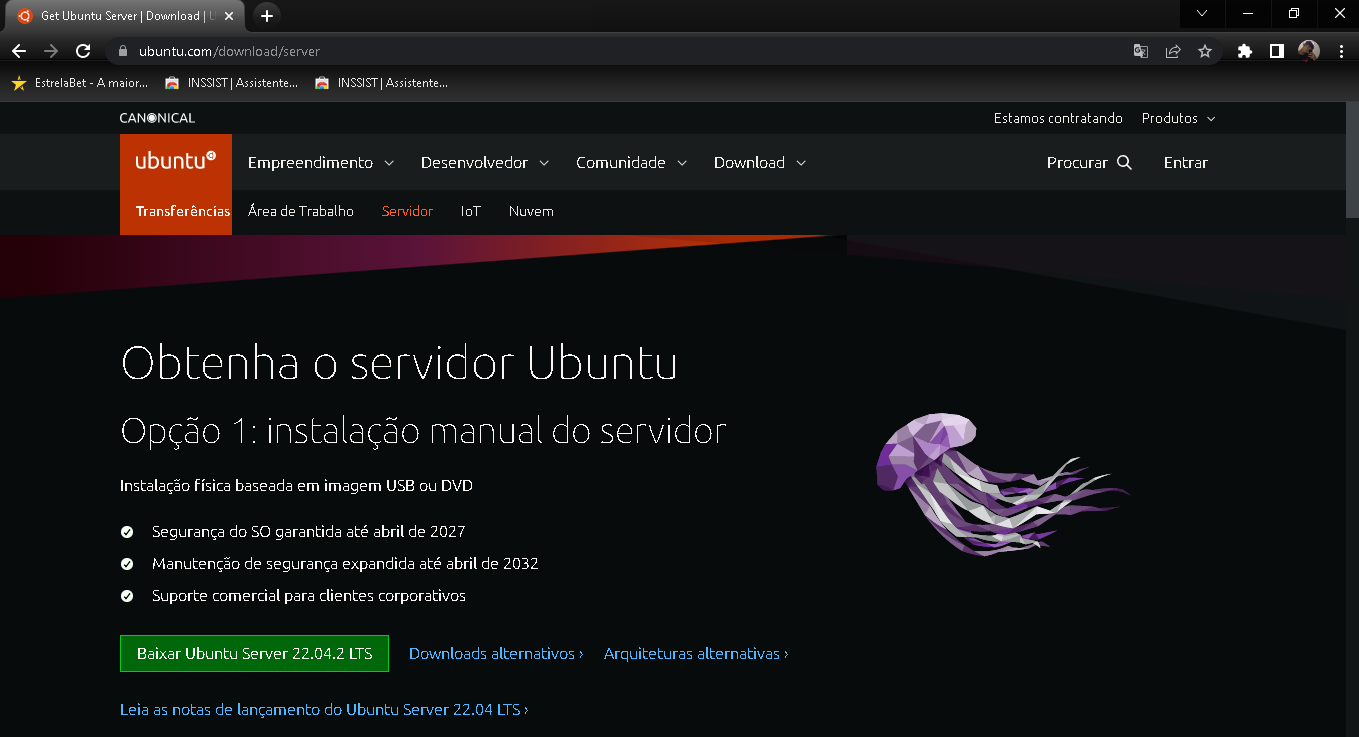 Get Ubuntu Server | Download | U
ubuntu.com/download/server
EstrelaBet - A maior...
INSSIST | Assistente...
INSSIST | Assistente...
CANONICAL
Estamos contratando
Produtos
ubuntu
Empreendimento
Desenvolvedor
Comunidade
Download
Procurar
Entrar
Transferências
Área de Trabalho
Servidor
IoT
Nuvem
Obtenha o servidor Ubuntu
Opção 1: instalação manual do servidor
Instalação física baseada em imagem USB ou DVD
Segurança do SO garantida até abril de 2027
Manutenção de segurança expandida até abril de 2032
Suporte comercial para clientes corporativos
Baixar Ubuntu Server 22.04.2 LTS
Downloads alternativos ›
Arquiteturas alternativas ›
Leia as notas de lançamento do Ubuntu Server 22.04 LTS ›